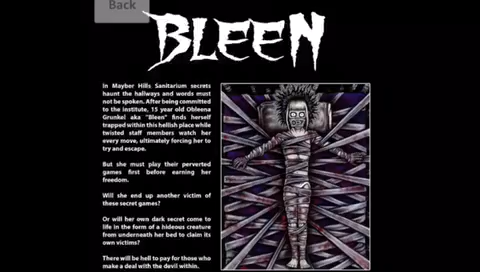 Back
BLEEN
In Mayber Hills Sanitarium secrets
haunt the hallways and words must
not be spoken. After being committed
to the institute, 15 year old Obleena
Grunkel aka "Bleen" finds herself
trapped within this hellish place while
twisted staff members watch her
every move, ultimately forcing her to
try and escape.
But she must play their perverted
games first before earning her
freedom.
Will she end up another victim of
these secret games?
Or will her own dark secret come to
life in the form of a hideous creature
from underneath her bed to claim its
own victims?
There will be hell to pay for those who
make a deal with the devil within.